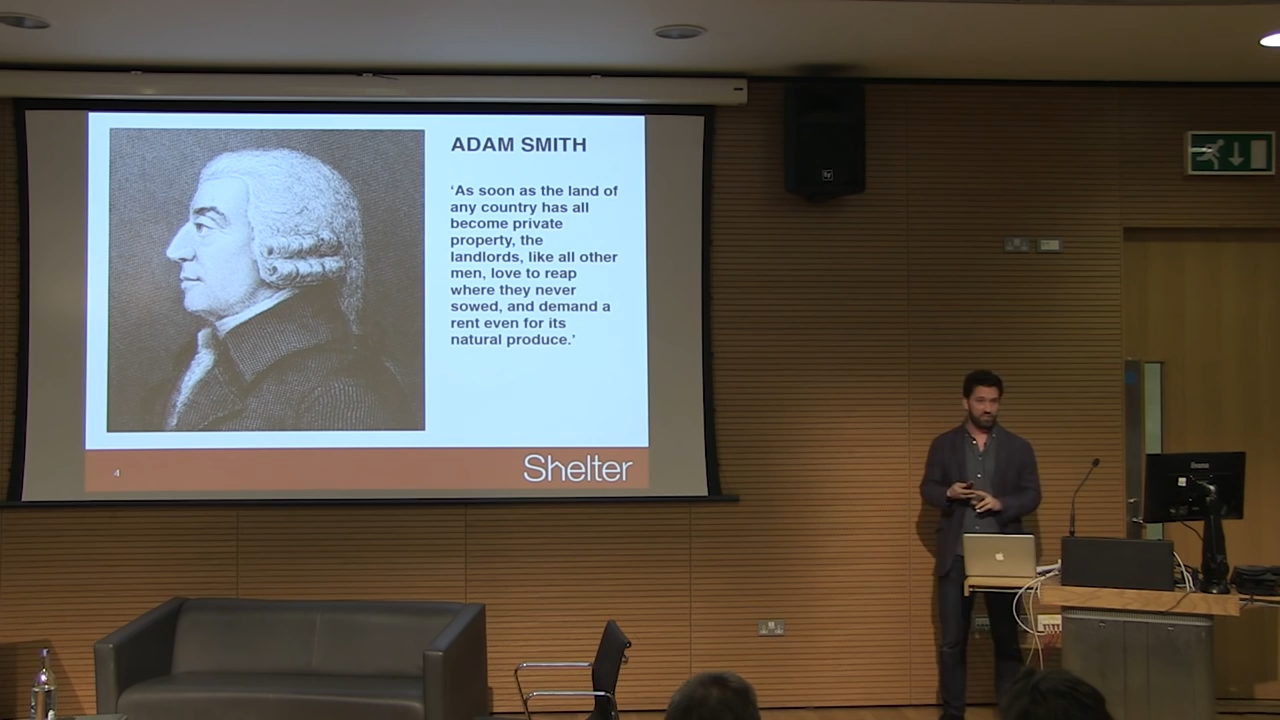 ADAM SMITH
‘As soon as the land of
any country has all
become private
property, the
landlords, like all other
men, love to reap
where they never
sowed, and demand a
rent even for its
natural produce.’
4
Shelter